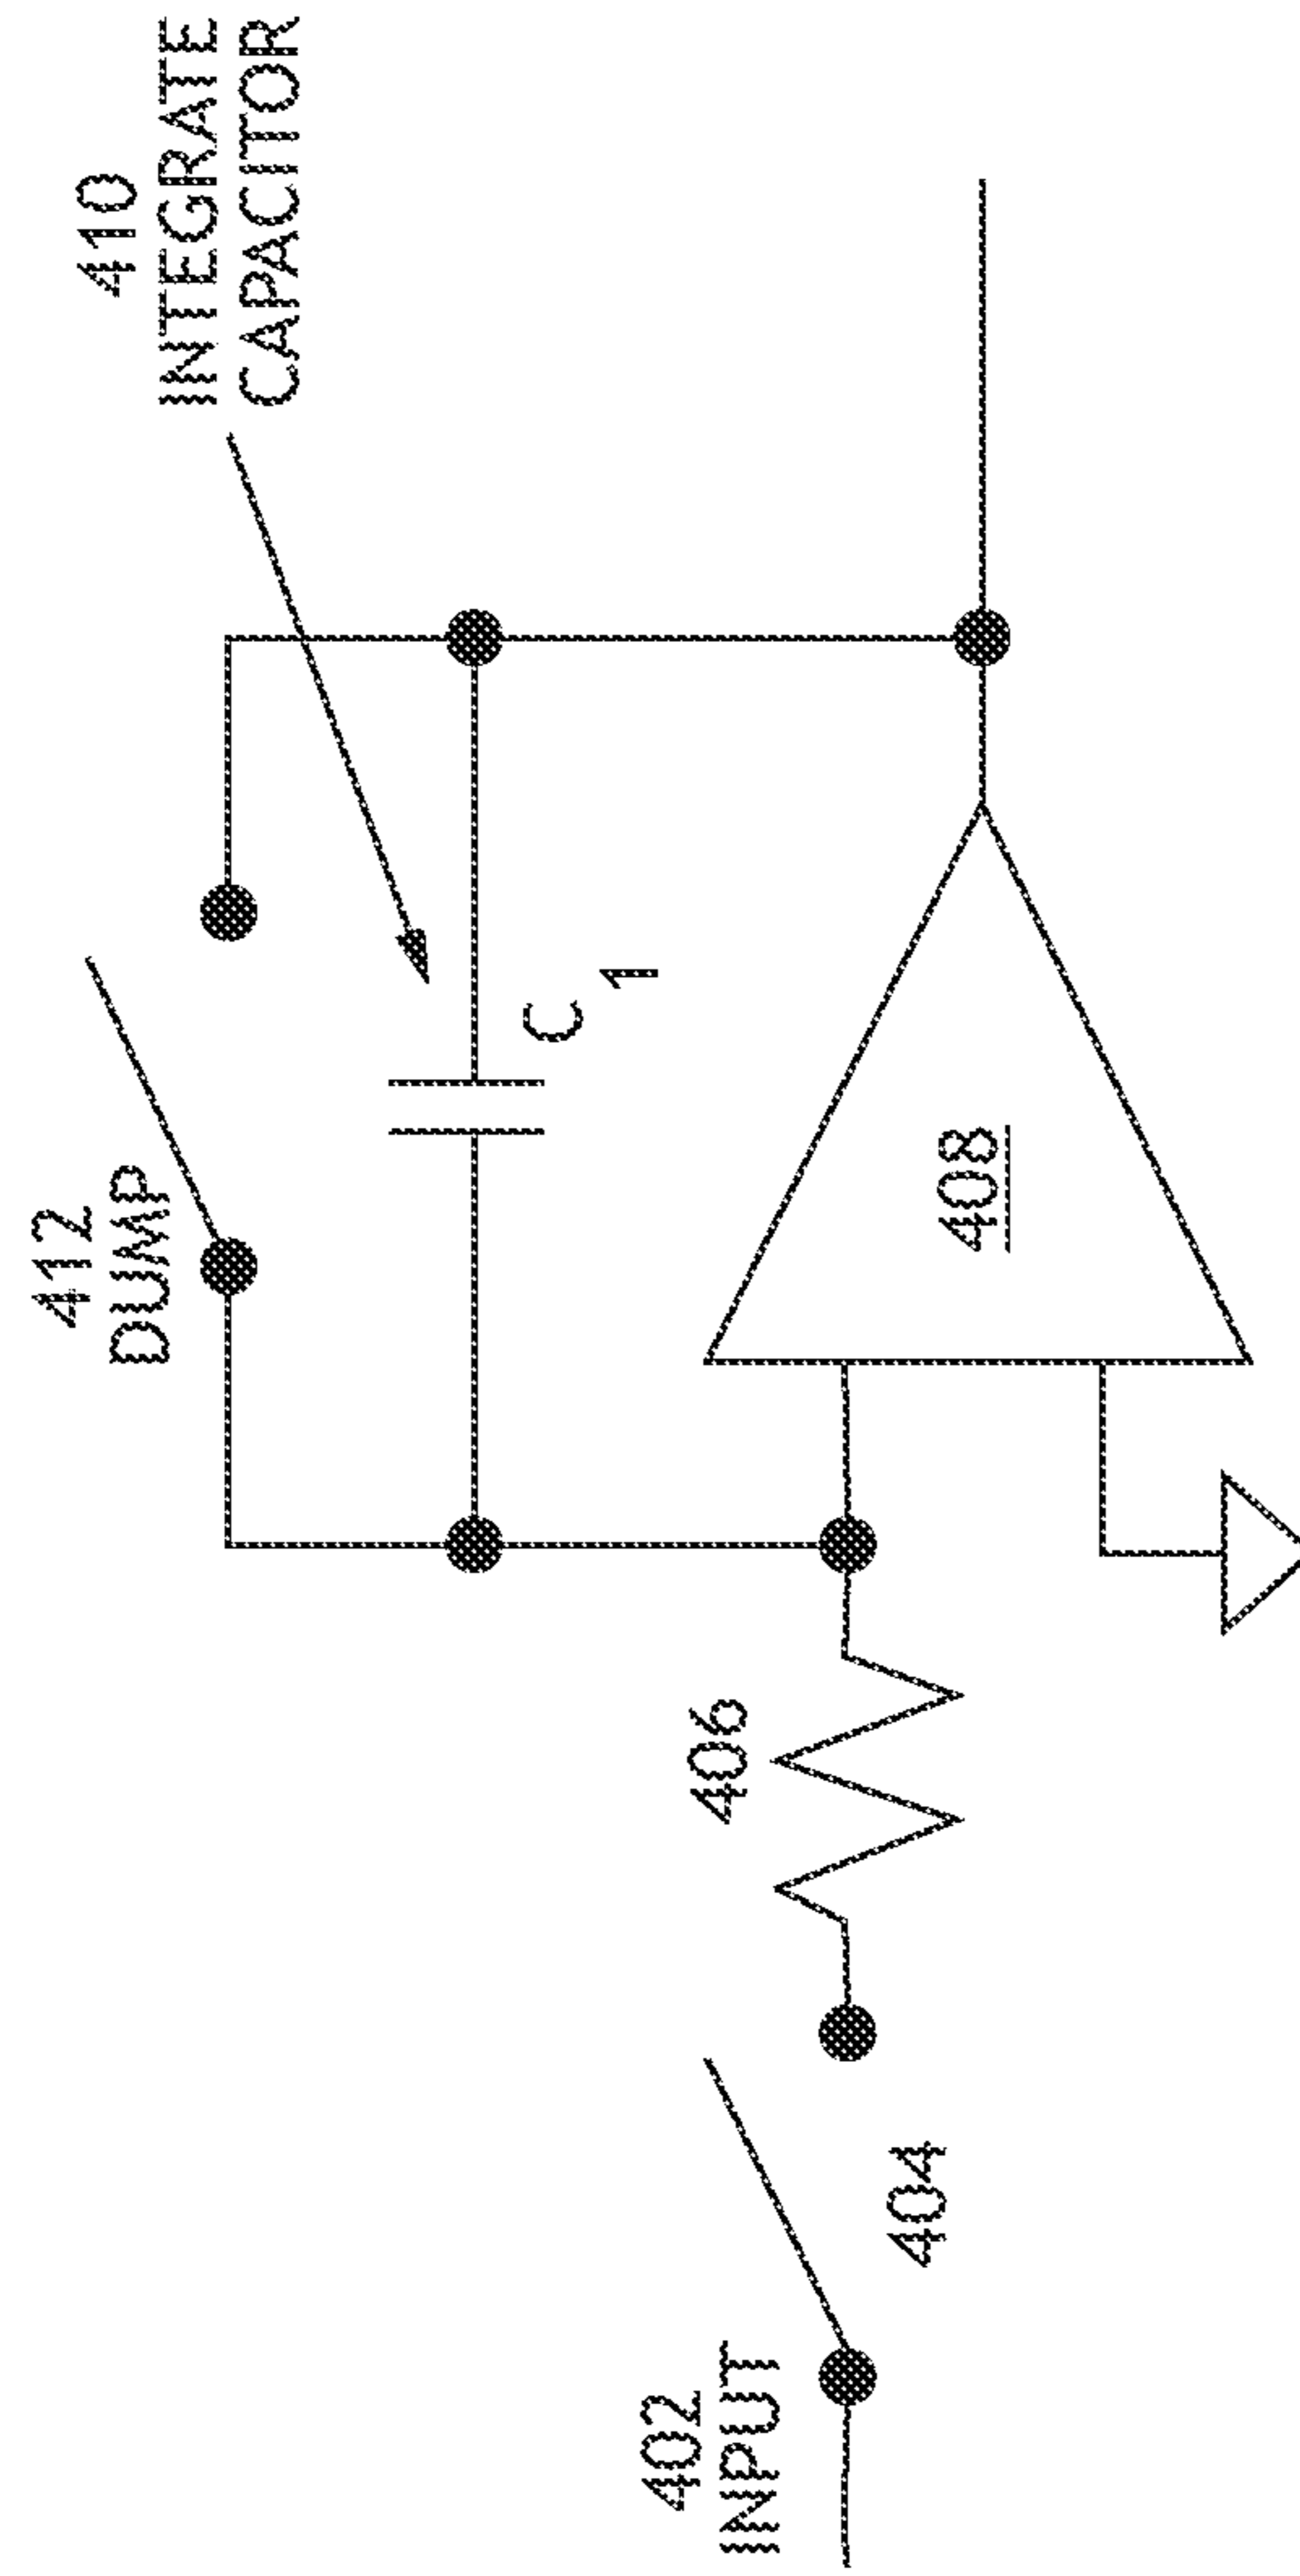 412
DUMP
410
INTEGRATE
CAPACITOR
C 1
402
INPUT
404
406
408